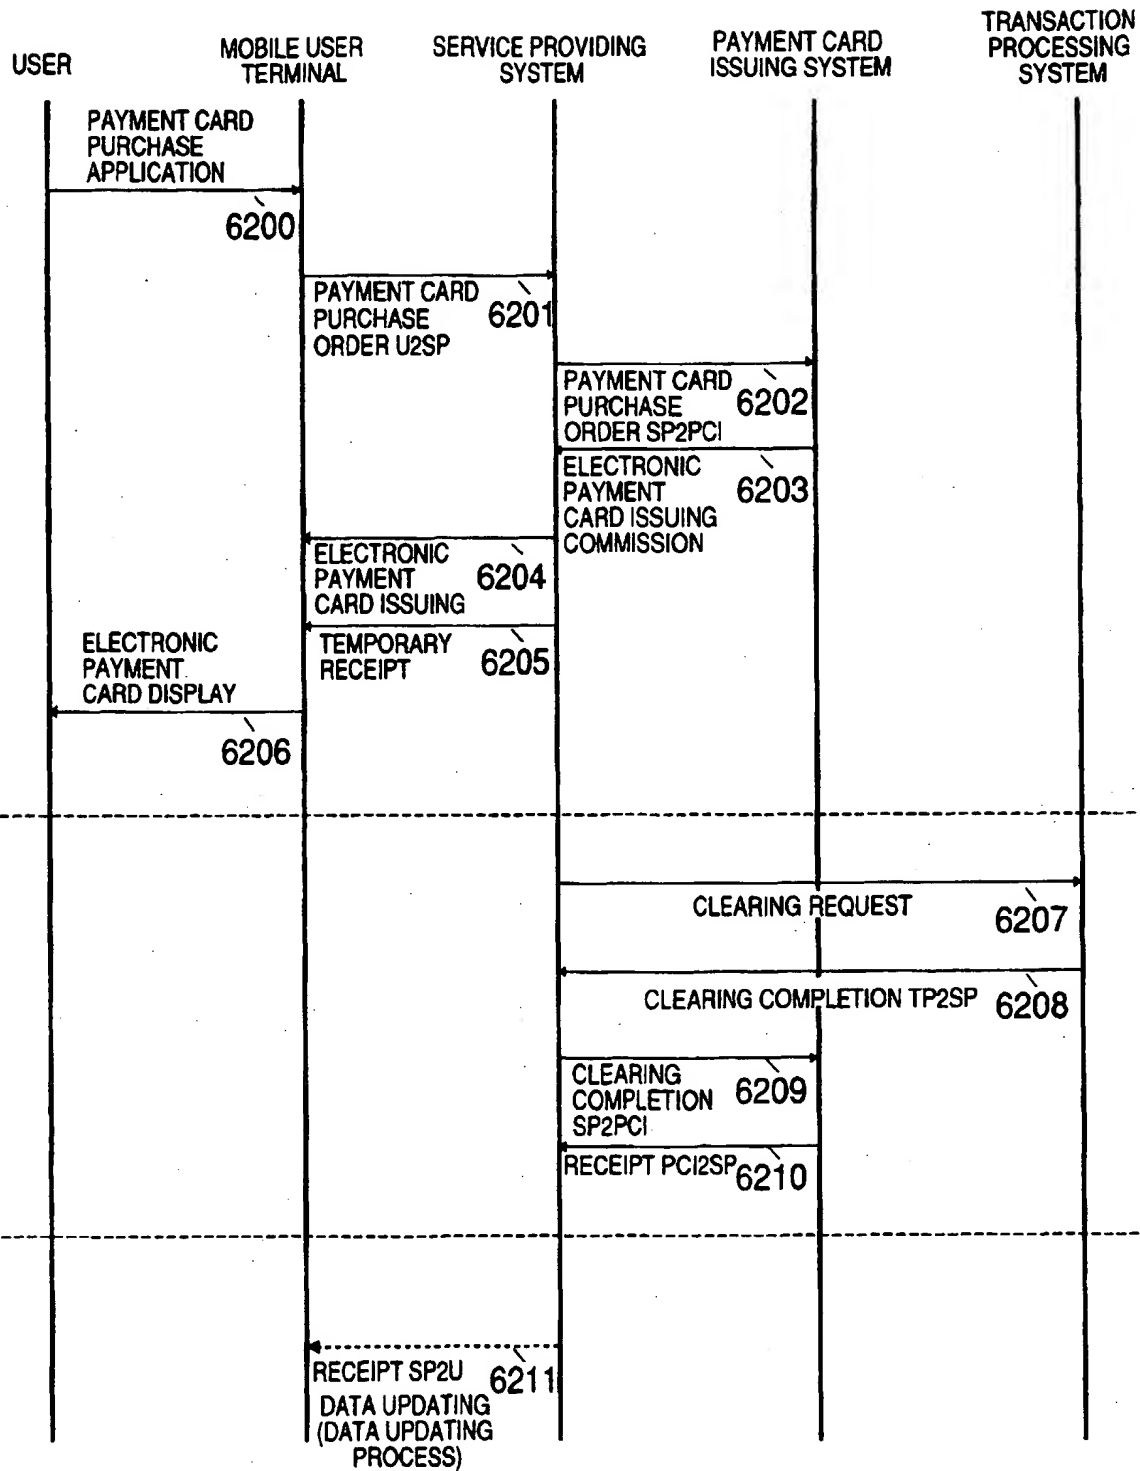 USER
MOBILE USER
TERMINAL
SERVICE PROVIDING
SYSTEM
PAYMENT CARD
ISSUING SYSTEM
TRANSACTION
PROCESSING
SYSTEM
PAYMENT CARD
PURCHASE
APPLICATION
6200
PAYMENT CARD
PURCHASE
ORDER U2SP
6201
PAYMENT CARD
PURCHASE
ORDER SP2PCI
6202
ELECTRONIC
PAYMENT
CARD ISSUING
COMMISSION
6203
ELECTRONIC
PAYMENT
CARD ISSUING
6204
TEMPORARY
RECEIPT
6205
ELECTRONIC
PAYMENT
CARD DISPLAY
6206
CLEARING REQUEST
6207
CLEARING COMPLETION TP2SP
6208
CLEARING
COMPLETION
SP2PCI
6209
RECEIPT PCI2SP
6210
RECEIPT SP2U
6211
DATA UPDATING
(DATA UPDATING
PROCESS)